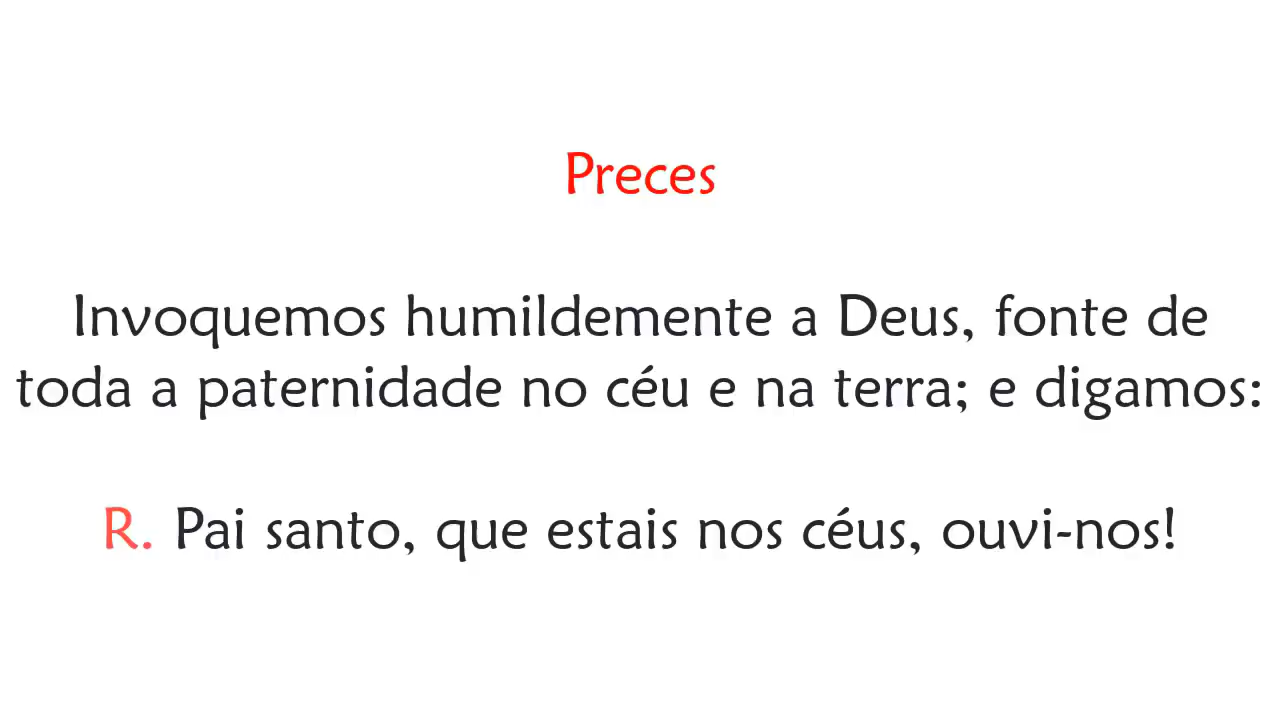 Preces
Invoquemos humildemente a Deus, fonte de
toda a paternidade no céu e na terra; e digamos:
R. Pai santo, que estais nos céus, ouvi-nos!